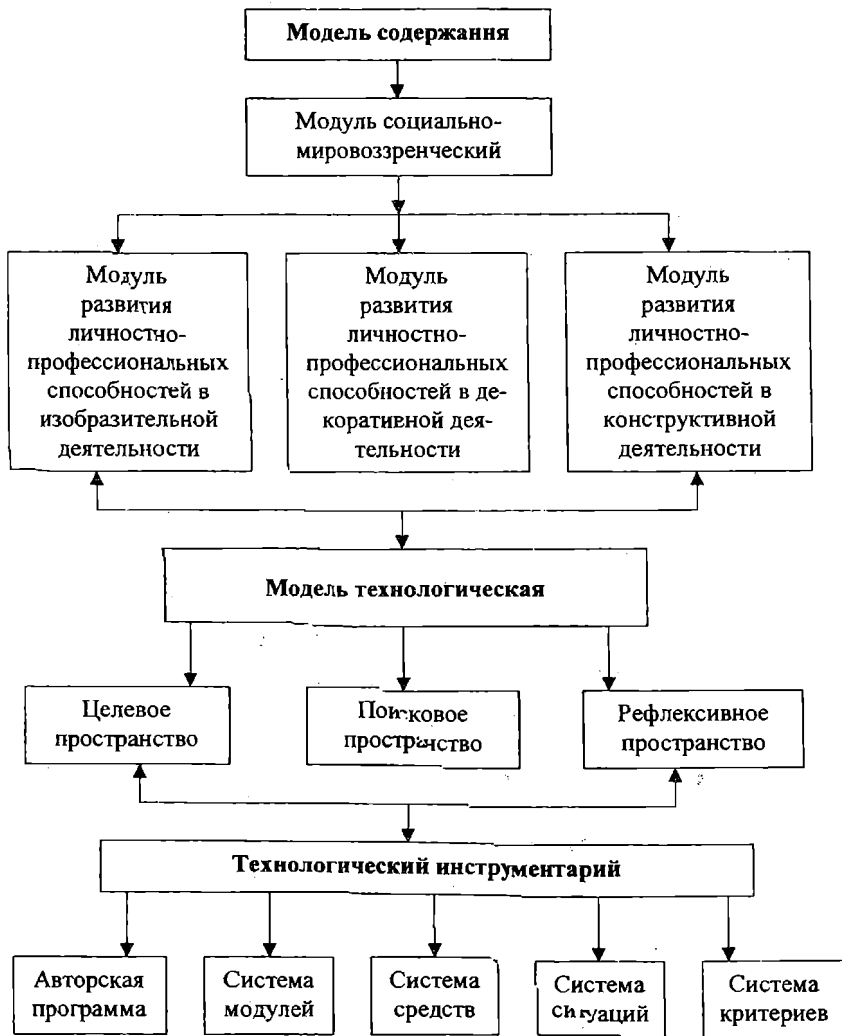 Модель содержания
Модуль социально-
мировоззренческий
Модуль
развития
личностно-
профессиональных
способностей в
изобразительной
деятельности
Модуль
развития
личностно-
профессиональных
способностей в де-
коративной дея-
тельности
Модуль
развития
личностно-
профессиональных
способностей в
конструктивной
деятельности
Модель технологическая
Целевое
пространство
Поисковое
пространство
Рефлексивное
пространство
Технологический инструментарий
Авторская
программа
Система
модулей
Система
средств
Система
ситуаций
Система
критериев